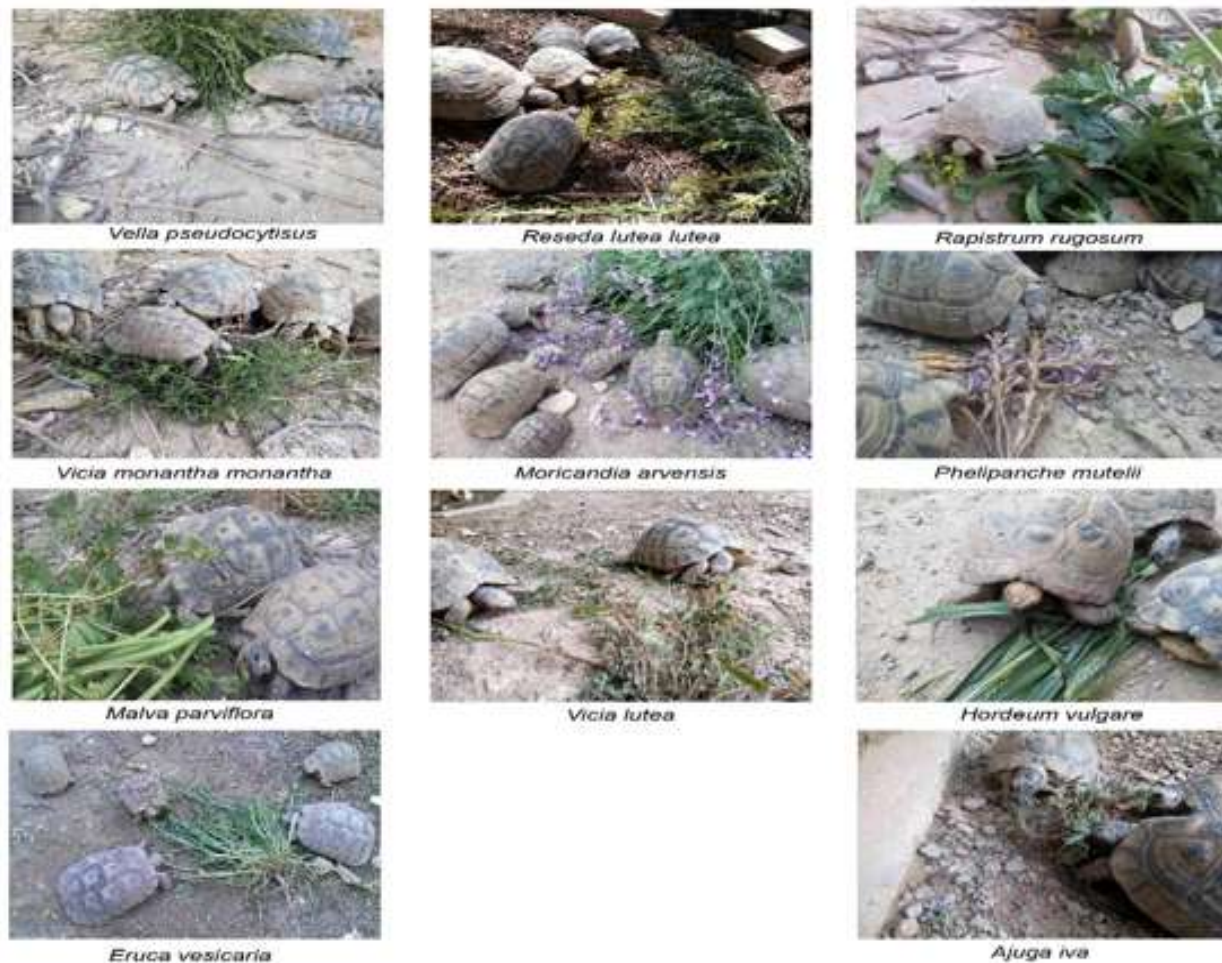 Vella pseudocytisus
Reseda lutea lutea
Rapistrum rugosum
Vicia monantha monantha
Moricandia arvensis
Phelipanche mutelii
Malva parviflora
Vicia lutea
Hordeum vulgare
Eruca vesicaria
Ajuga iva